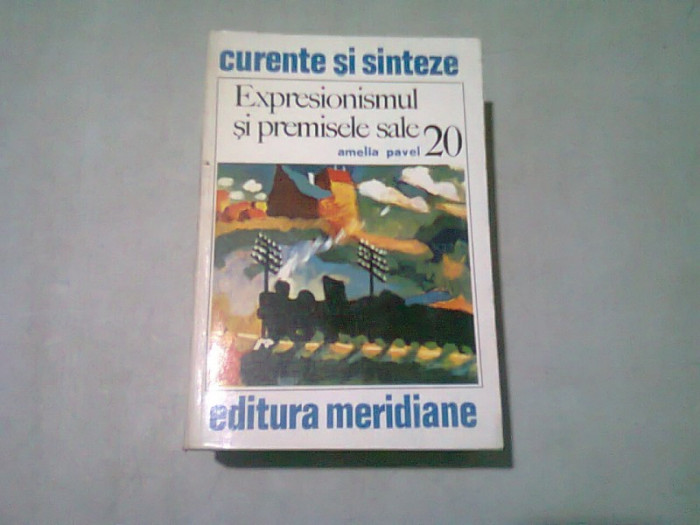 curente și sinteze
Expresionismul
și premisele sale 20
amelia pavel
editura meridiane